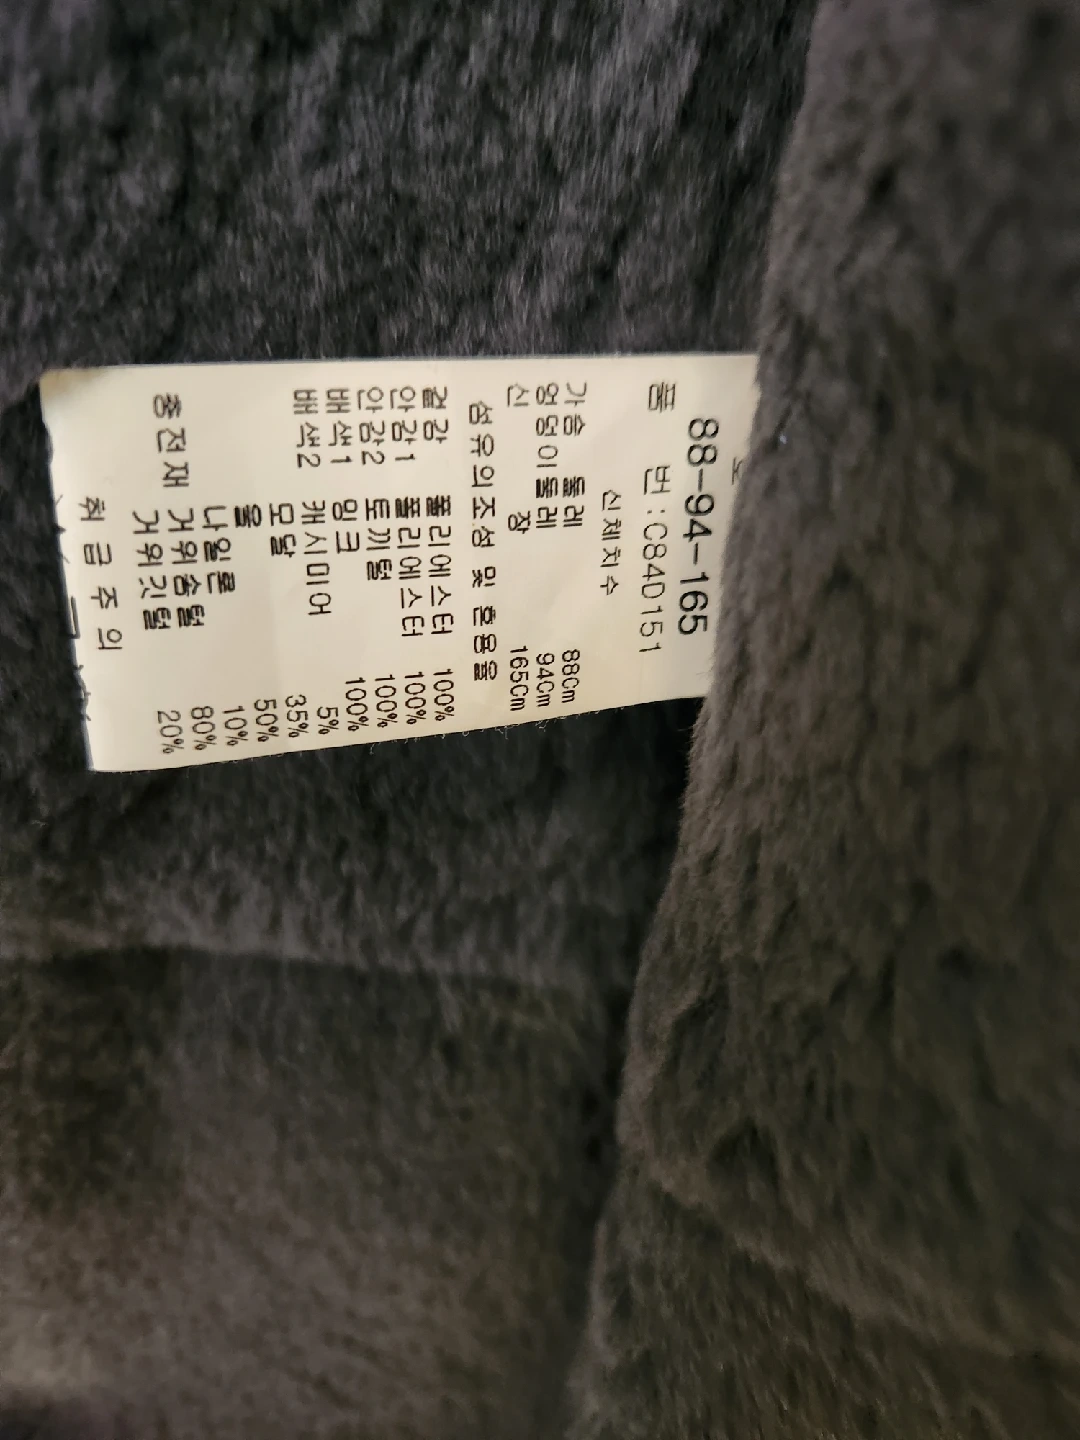 88-94-165
품 번:C84D151
신체치수
가슴 둘레 88Cm
엉덩이둘레 94Cm
신 장 165Cm
섬유의조성 및 혼용율
겉감 폴리에스터 100%
안감1 폴리에스터 100%
안감2 토끼털 100%
배색1 밍크 100%
배색2 캐시미어 5%
모달 35%
울 50%
나일론 10%
충전재 거위솜털 80%
거위깃털 20%
취급주의